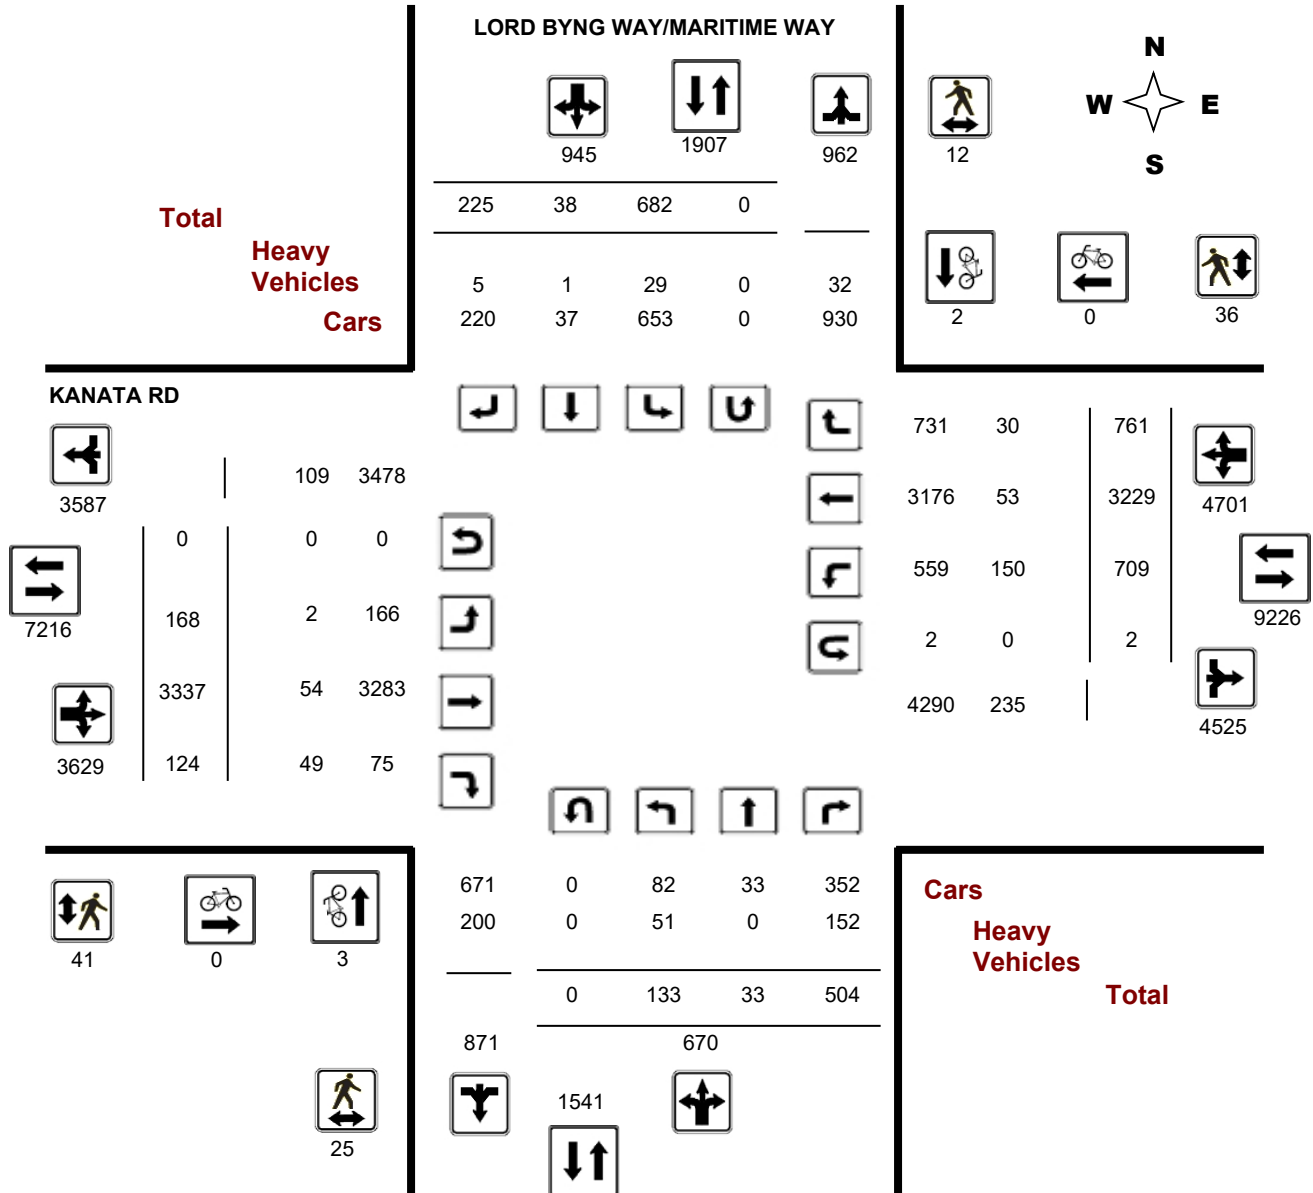 LORD BYNG WAY/MARITIME WAY
N
W E
S
945 1907 962 12
225 38 682 0
Total
Heavy
Vehicles
Cars
5 1 29 0 32
220 37 653 0 930
2 0 36
KANATA RD
731 30 761
109 3478
3587
3176 53 3229 4701
0 0 0
559 150 709
7216
168 2 166
9226
2 0 2
3337 54 3283
4290 235
4525
3629 124 49 75
671 0 82 33 352
200 0 51 0 152
Cars
Heavy
Vehicles
Total
41 0 3
0 133 33 504
871 670
1541
25